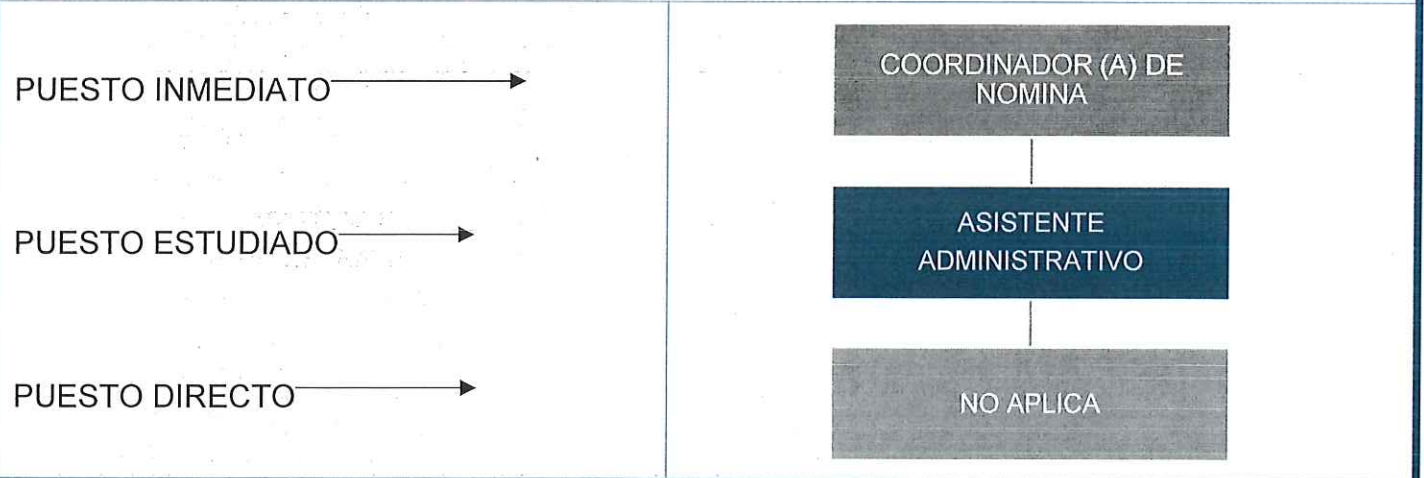 PUESTO INMEDIATO
COORDINADOR (A) DE
NOMINA
PUESTO ESTUDIADO
ASISTENTE
ADMINISTRATIVO
PUESTO DIRECTO
NO APLICA